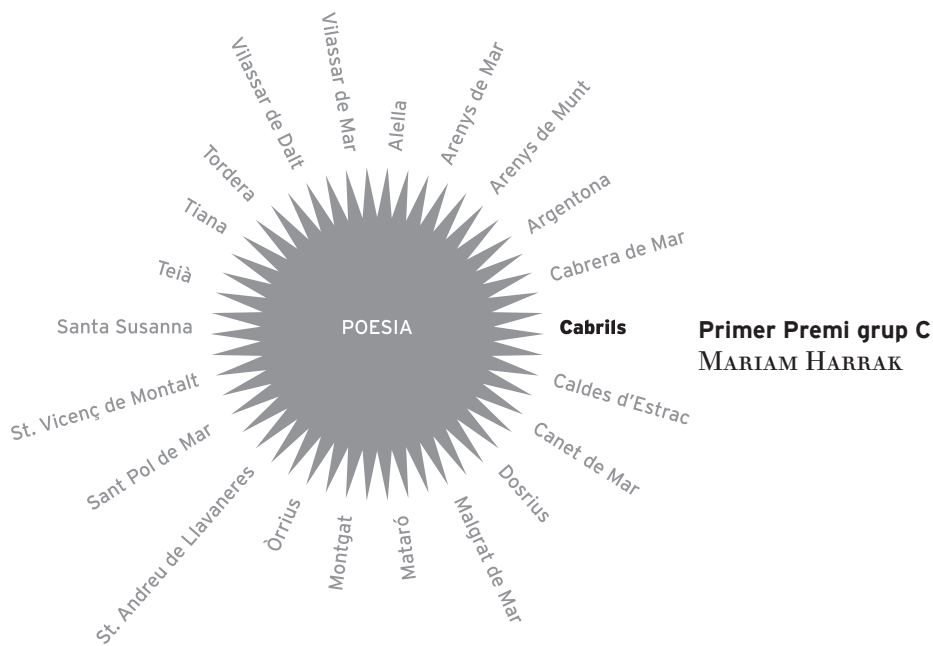 Vilassar de Mar
Alella
Arenys de Mar
Arenys de Munt
Argentona
Cabrera de Mar
Cabrils
Caldes d'Estrac
Canet de Mar
Dosrius
Malgrat de Mar
Mataró
Montgat
Òrrius
St. Andreu de Llavaneres
Sant Pol de Mar
St. Vicenç de Montalt
Santa Susanna
Teià
Tiana
Tordera
Vilassar de Dalt
POESIA
Primer Premi grup C
MARIAM HARRAK